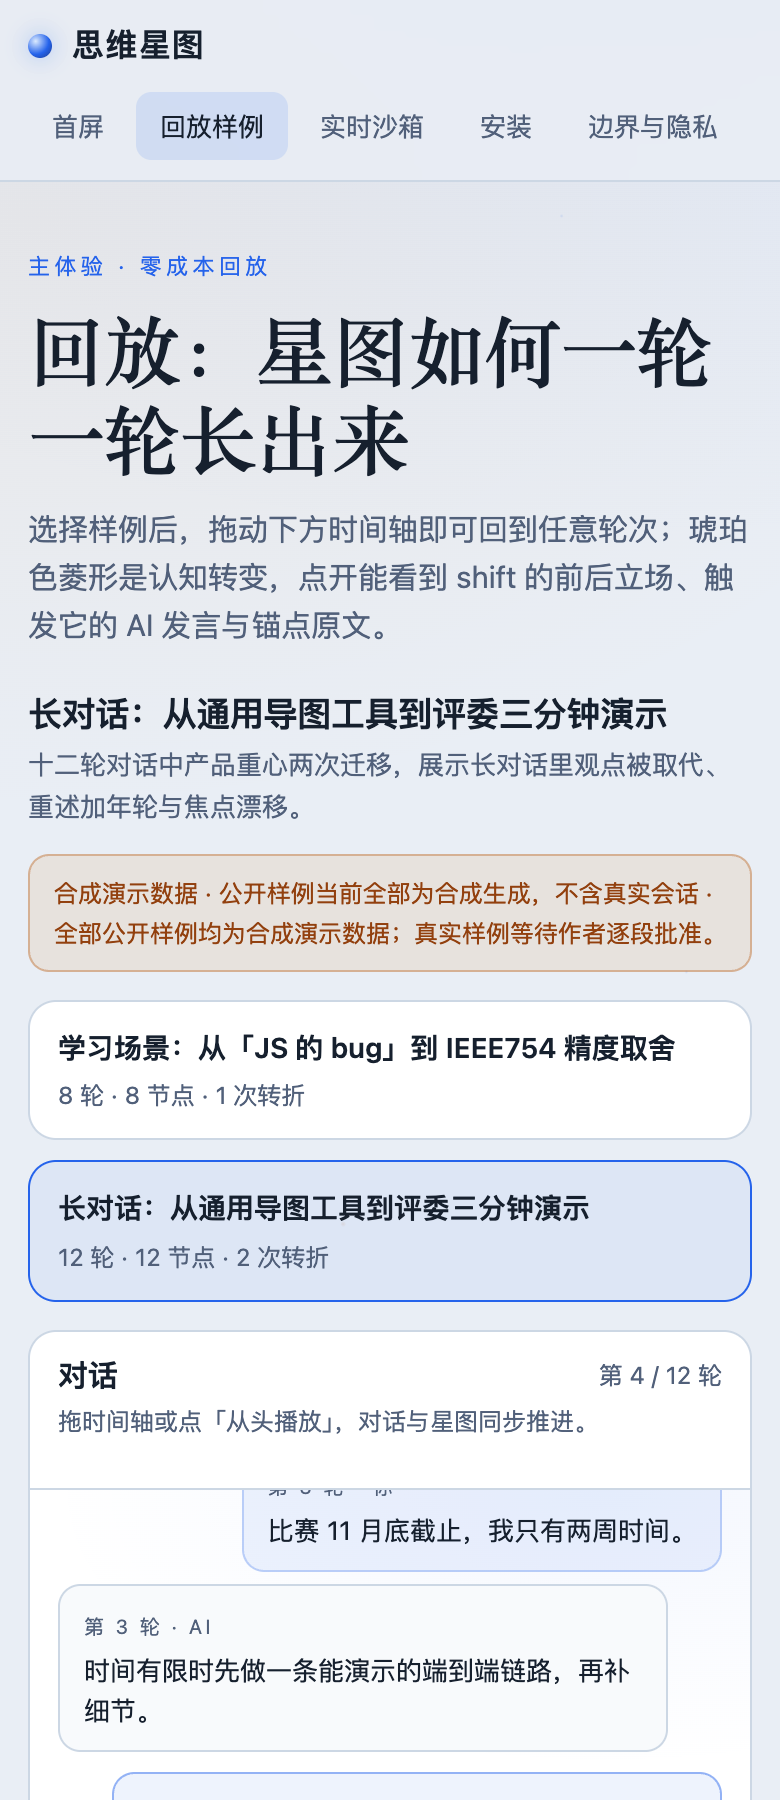 思维星图
首屏
回放样例
实时沙箱
安装
边界与隐私
主体验 · 零成本回放
回放：星图如何一轮
一轮长出来
选择样例后，拖动下方时间轴即可回到任意轮次；琥珀
色菱形是认知转变，点开能看到 shift 的前后立场、触
发它的 AI 发言与锚点原文。
长对话：从通用导图工具到评委三分钟演示
十二轮对话中产品重心两次迁移，展示长对话里观点被取代、
重述加年轮与焦点漂移。
合成演示数据 · 公开样例当前全部为合成生成，不含真实会话 ·
全部公开样例均为合成演示数据；真实样例等待作者逐段批准。
学习场景：从「JS 的 bug」到 IEEE754 精度取舍
8 轮 · 8 节点 · 1 次转折
长对话：从通用导图工具到评委三分钟演示
12 轮 · 12 节点 · 2 次转折
对话
第 4 / 12 轮
拖时间轴或点「从头播放」，对话与星图同步推进。
比赛 11 月底截止，我只有两周时间。
第 3 轮 · AI
时间有限时先做一条能演示的端到端链路，再补
细节。